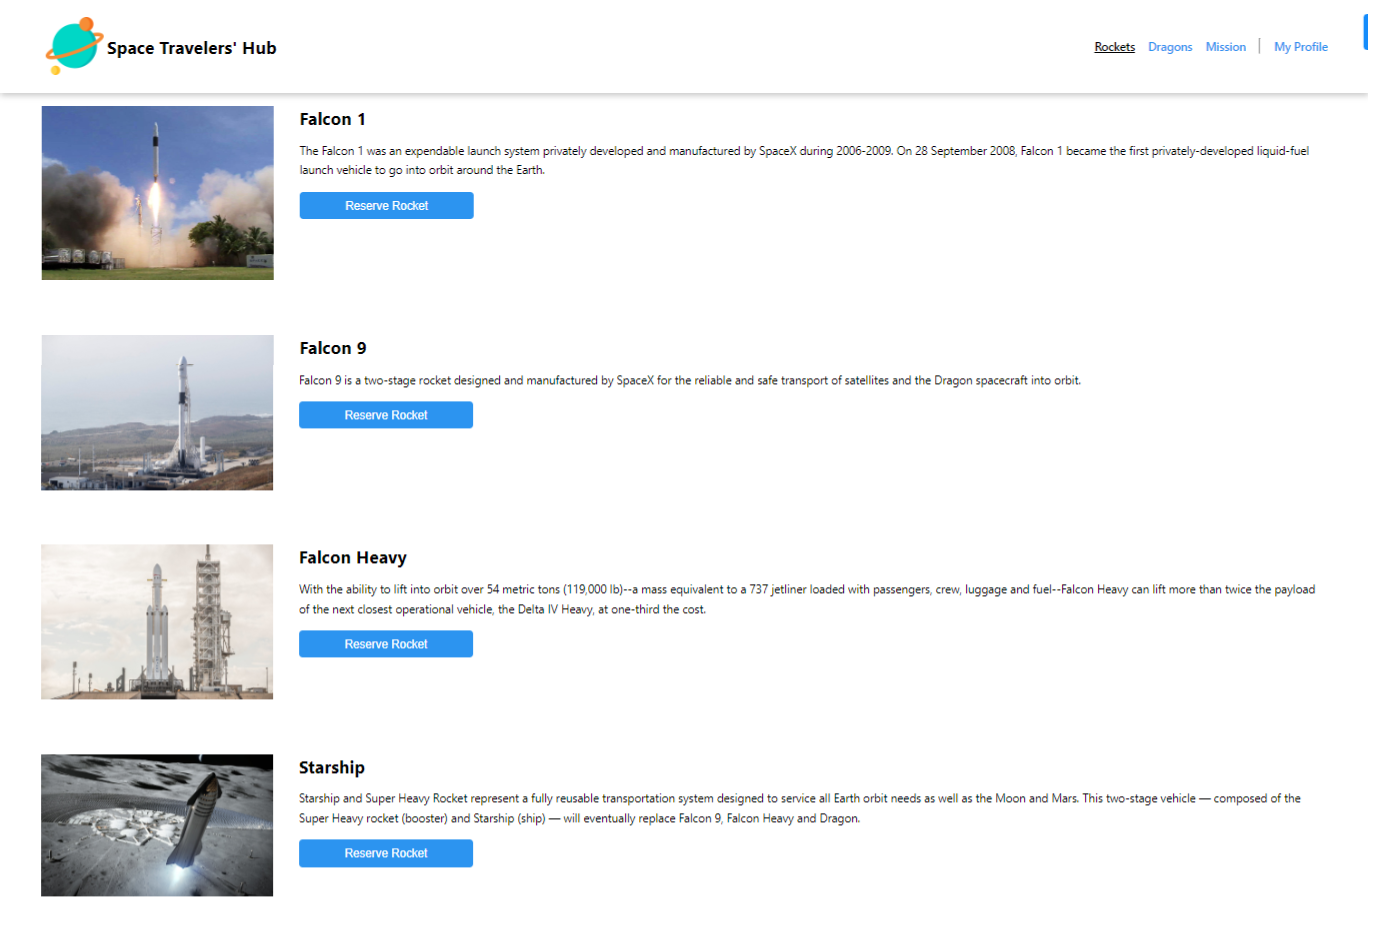 Space Travelers' Hub
Rockets Dragons Mission | My Profile
Falcon 1
The Falcon 1 was an expendable launch system privately developed and manufactured by SpaceX during 2006-2009. On 28 September 2008, Falcon 1 became the first privately-developed liquid-fuel
launch vehicle to go into orbit around the Earth.
Reserve Rocket
Falcon 9
Falcon 9 is a two-stage rocket designed and manufactured by SpaceX for the reliable and safe transport of satellites and the Dragon spacecraft into orbit.
Reserve Rocket
Falcon Heavy
With the ability to lift into orbit over 54 metric tons (119,000 lb)--a mass equivalent to a 737 jetliner loaded with passengers, crew, luggage and fuel--Falcon Heavy can lift more than twice the payload
of the next closest operational vehicle, the Delta IV Heavy, at one-third the cost.
Reserve Rocket
Starship
Starship and Super Heavy Rocket represent a fully reusable transportation system designed to service all Earth orbit needs as well as the Moon and Mars. This two-stage vehicle — composed of the
Super Heavy rocket (booster) and Starship (ship) — will eventually replace Falcon 9, Falcon Heavy and Dragon.
Reserve Rocket